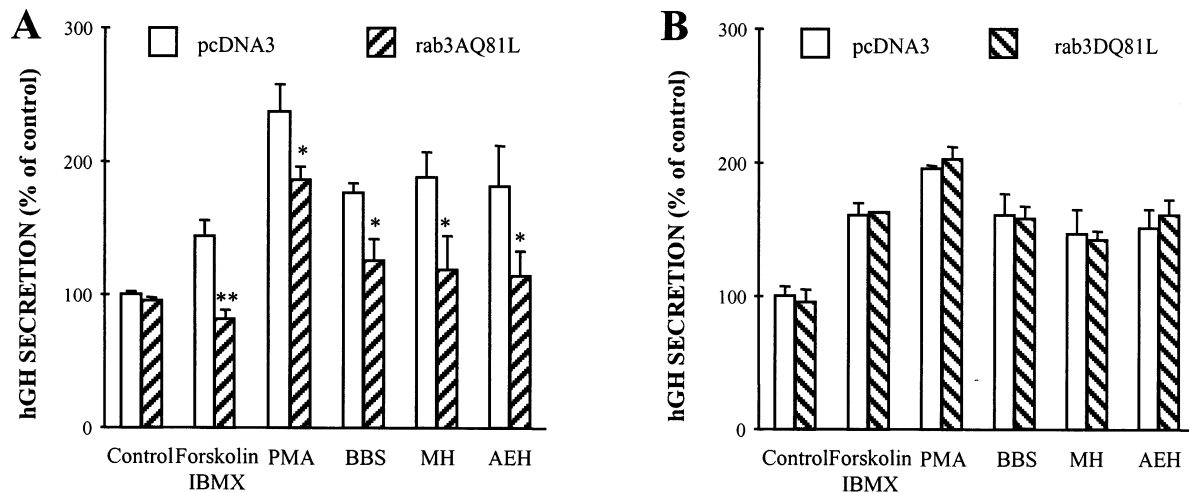 A
300
200
100
0
hGH SECRETION (% of control)
pcDNA3 rab3AQ81L
*
**
*
*
*
Control Forskolin PMA BBS MH AEH
IBMX
B
300
200
100
0
hGH SECRETION (% of control)
pcDNA3 rab3DQ81L
Control Forskolin PMA BBS MH AEH
IBMX